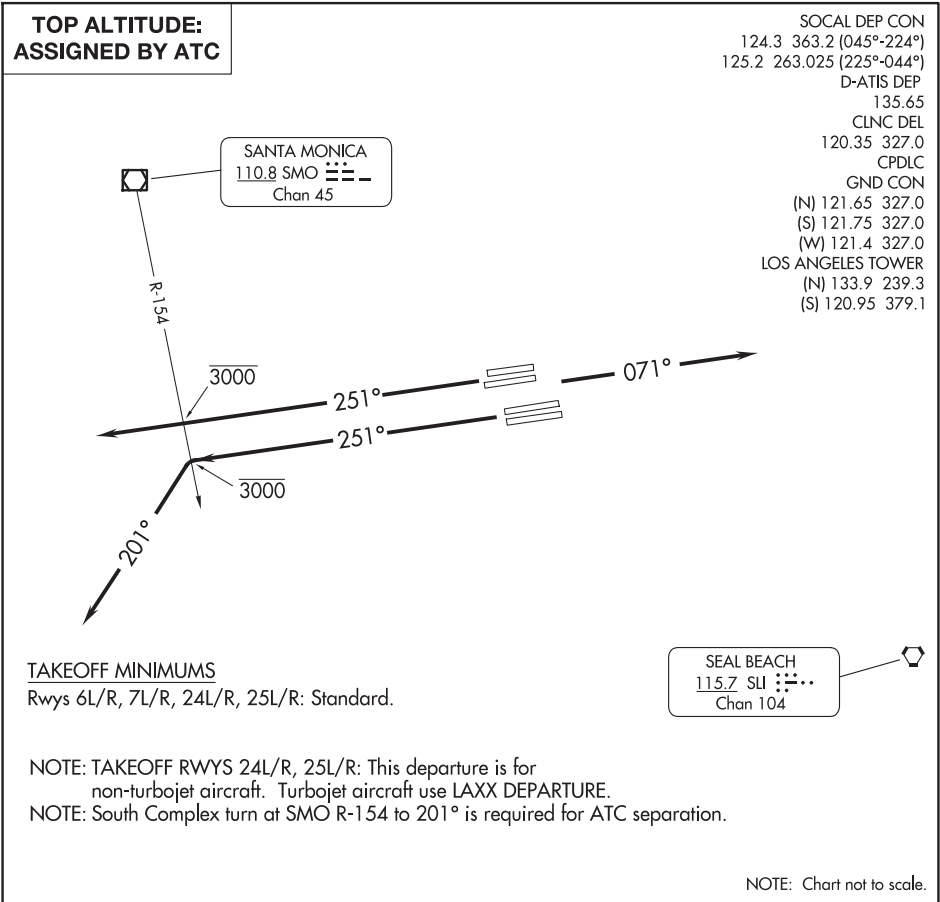 TOP ALTITUDE:
ASSIGNED BY ATC
SOCAL DEP CON
124.3 363.2 (045°-224°)
125.2 263.025 (225°-044°)
D-ATIS DEP
135.65
CLNC DEL
120.35 327.0
CPDLC
GND CON
(N) 121.65 327.0
(S) 121.75 327.0
(W) 121.4 327.0
LOS ANGELES TOWER
(N) 133.9 239.3
(S) 120.95 379.1
SANTA MONICA
110.8 SMO
Chan 45
R-154
3000
251°
071°
251°
3000
201°
TAKEOFF MINIMUMS
Rwys 6L/R, 7L/R, 24L/R, 25L/R: Standard.
SEAL BEACH
115.7 SLI
Chan 104
NOTE: TAKEOFF RWYS 24L/R, 25L/R: This departure is for
non-turbojet aircraft. Turbojet aircraft use LAXX DEPARTURE.
NOTE: South Complex turn at SMO R-154 to 201° is required for ATC separation.
NOTE: Chart not to scale.